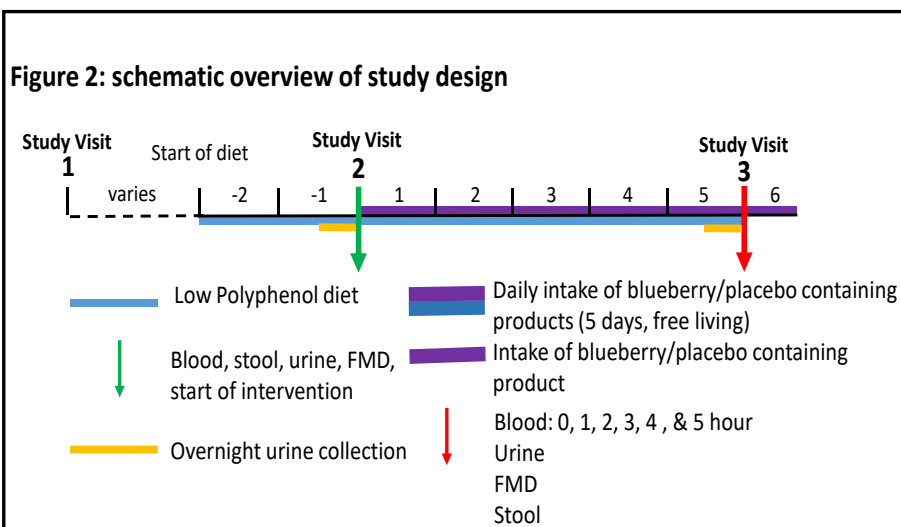 Figure 2: schematic overview of study design
Study Visit
1
Start of diet
Study Visit
2
Study Visit
3
varies
-2
-1
1
2
3
4
5
6
Low Polyphenol diet
Daily intake of blueberry/placebo containing
products (5 days, free living)
Blood, stool, urine, FMD,
start of intervention
Intake of blueberry/placebo containing
product
Overnight urine collection
Blood: 0, 1, 2, 3, 4 , & 5 hour
Urine
FMD
Stool